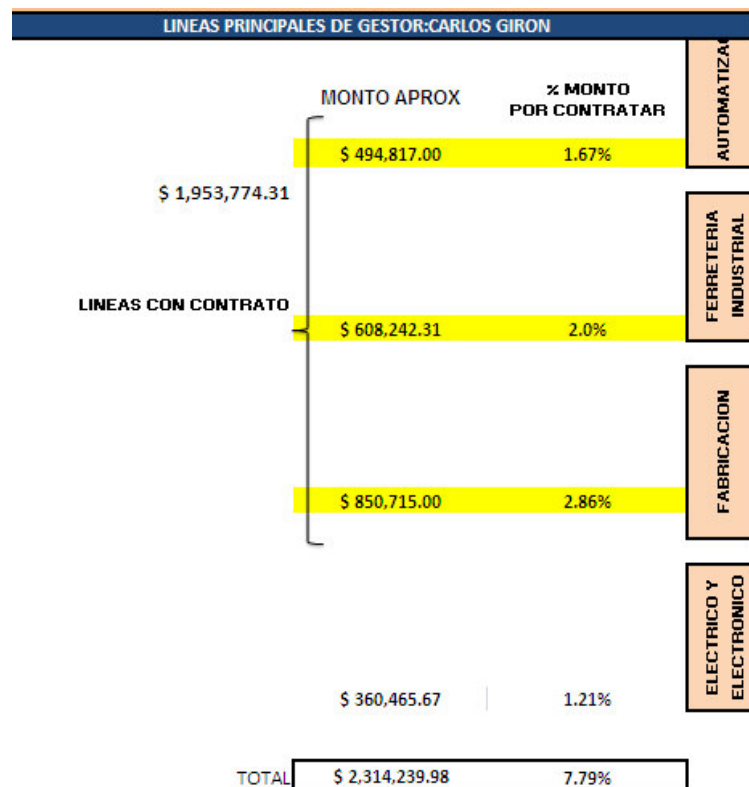 LINEAS PRINCIPALES DE GESTOR:CARLOS GIRON
MONTO APROX
% MONTO
POR CONTRATAR
$ 494,817.00 1.67%
$ 1,953,774.31
LINEAS CON CONTRATO
$ 608,242.31 2.0%
$ 850,715.00 2.86%
$ 360,465.67 1.21%
TOTAL $ 2,314,239.98 7.79%
AUTOMATIZA
FERRETERIA
INDUSTRIAL
FABRICACION
ELECTRICO Y
ELECTRONICO